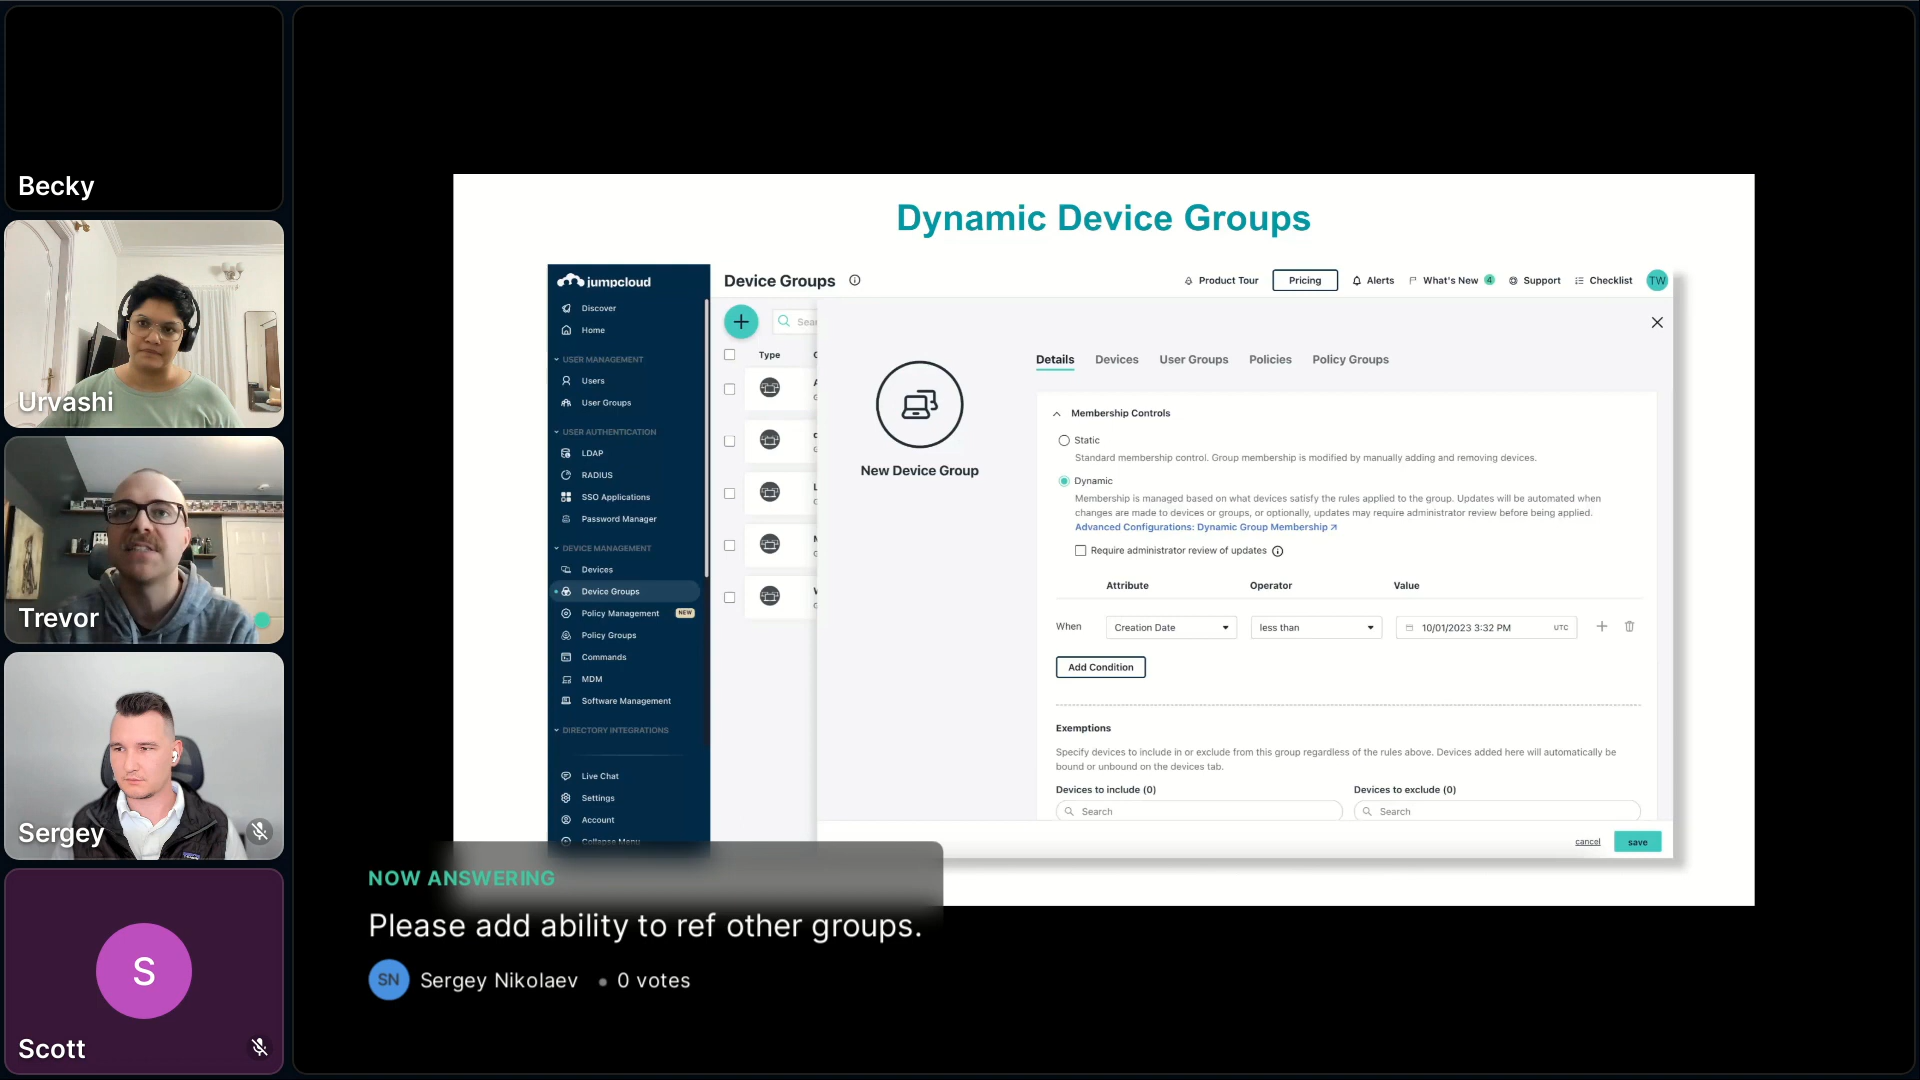 Becky
Urvashi
Trevor
Sergey
S
Scott
Dynamic Device Groups
jumpcloud
Discover
Home
USER MANAGEMENT
Users
User Groups
USER AUTHENTICATION
LDAP
RADIUS
SSO Applications
Password Manager
DEVICE MANAGEMENT
Devices
Device Groups
Policy Management NEW
Policy Groups
Commands
MDM
Software Management
DIRECTORY INTEGRATIONS
Live Chat
Settings
Account
Collapse Menu
Device Groups
Product Tour Pricing Alerts What's New 4 Support Checklist TW
Type
New Device Group
Details Devices User Groups Policies Policy Groups
Membership Controls
Static
Standard membership control. Group membership is modified by manually adding and removing devices.
Dynamic
Membership is managed based on what devices satisfy the rules applied to the group. Updates will be automated when
changes are made to devices or groups, or optionally, updates may require administrator review before being applied.
Advanced Configurations: Dynamic Group Membership
Require administrator review of updates
Attribute Operator Value
When Creation Date less than 10/01/2023 3:32 PM UTC
Add Condition
Exemptions
Specify devices to include in or exclude from this group regardless of the rules above. Devices added here will automatically be
bound or unbound on the devices tab.
Devices to include (0) Devices to exclude (0)
Search Search
cancel save
NOW ANSWERING
Please add ability to ref other groups.
SN Sergey Nikolaev • 0 votes